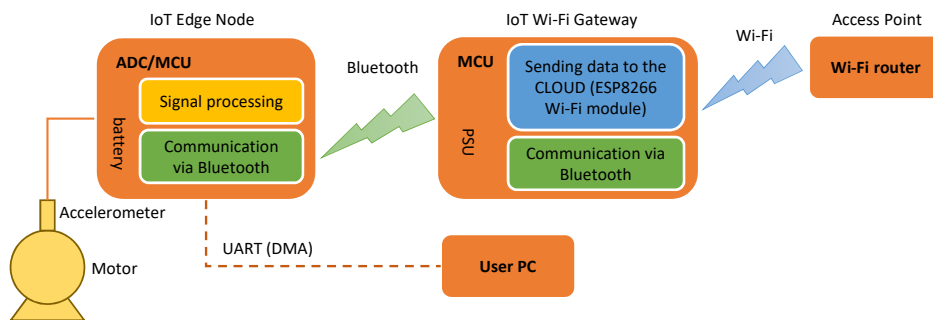 IoT Edge Node
IoT Wi-Fi Gateway
Access Point
ADC/MCU
Signal processing
battery
Communication
via Bluetooth
Bluetooth
MCU
Sending data to the
CLOUD (ESP8266
Wi-Fi module)
PSU
Communication via
Bluetooth
Wi-Fi
Wi-Fi router
Accelerometer
Motor
UART (DMA)
User PC